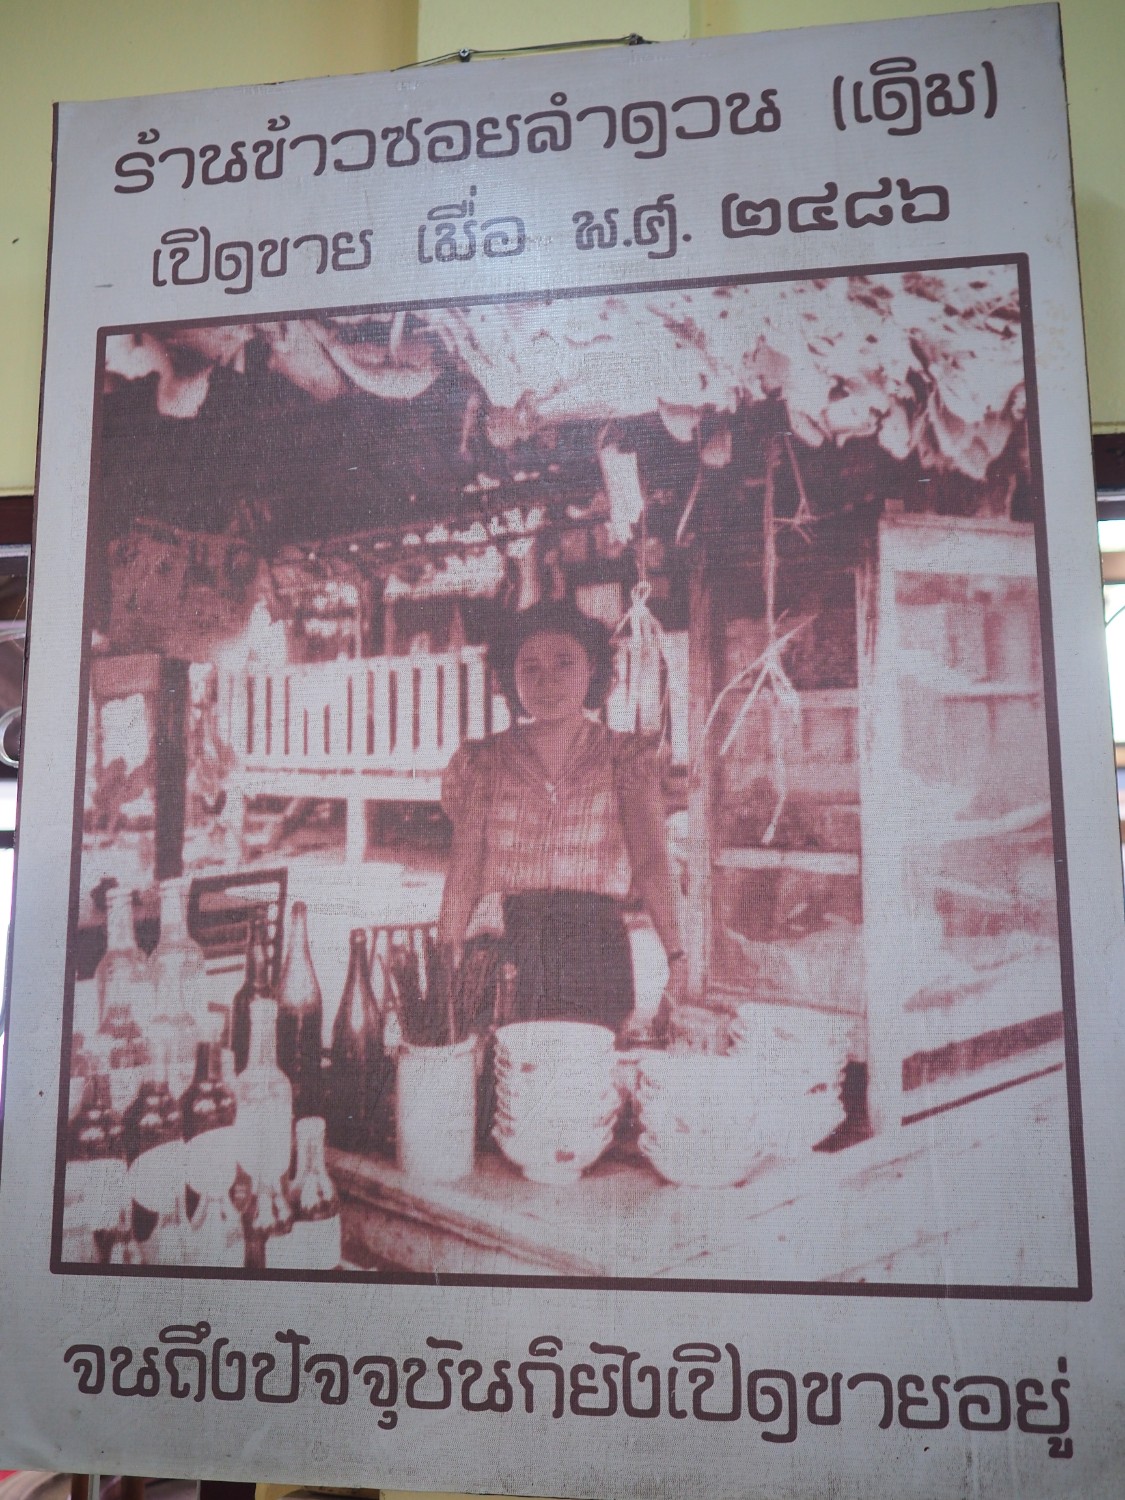 ร้านข้าวซอยลำดวน (เดิม)
เปิดขาย เมื่อ พ.ศ. ๒๔๘๖
จนถึงปัจจุบันก็ยังเปิดขายอยู่